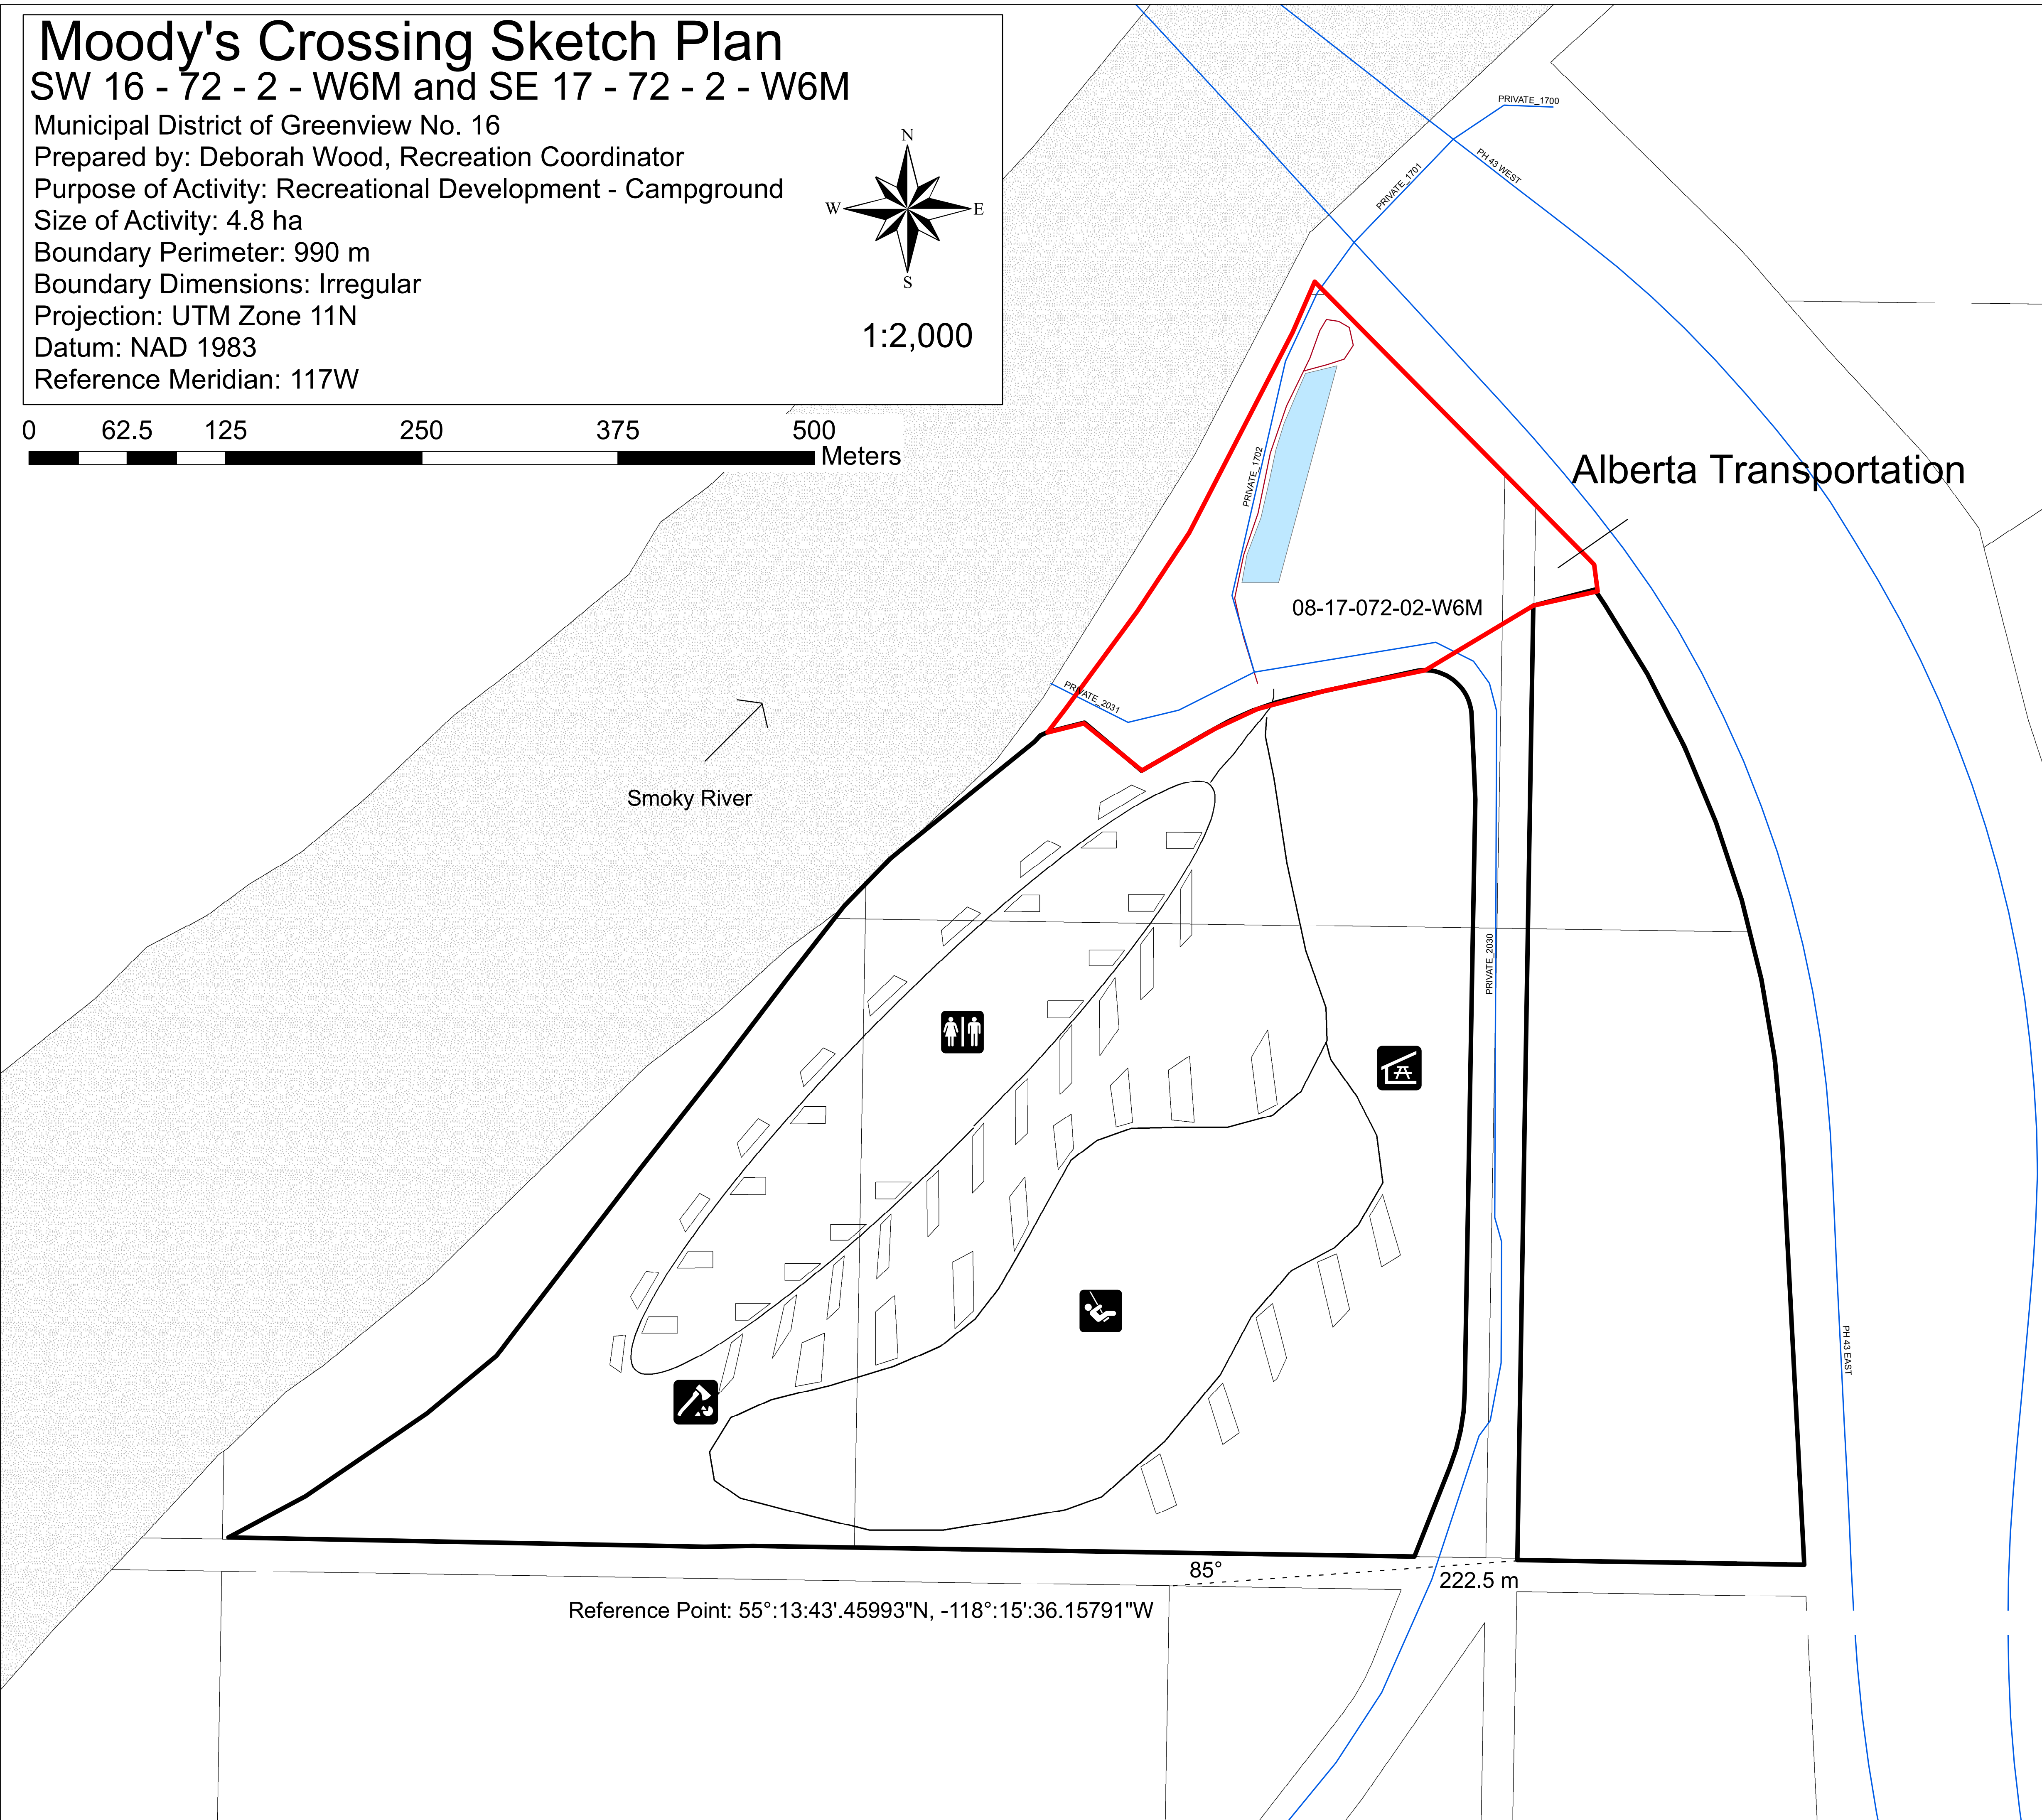 Moody's Crossing Sketch Plan
SW 16 - 72 - 2 - W6M and SE 17 - 72 - 2 - W6M
Municipal District of Greenview No. 16
Prepared by: Deborah Wood, Recreation Coordinator
Purpose of Activity: Recreational Development - Campground
Size of Activity: 4.8 ha
Boundary Perimeter: 990 m
Boundary Dimensions: Irregular
Projection: UTM Zone 11N
Datum: NAD 1983
Reference Meridian: 117W
N
W E
S
1:2,000
0 62.5 125 250 375 500
Meters
PRIVATE_1700
PH 43 WEST
PRIVATE_1701
Alberta Transportation
PRIVATE_1702
08-17-072-02-W6M
PRIVATE_2031
Smoky River
PRIVATE_2030
PH 43 EAST
85°
222.5 m
Reference Point: 55°:13:43'.45993"N, -118°:15':36.15791"W